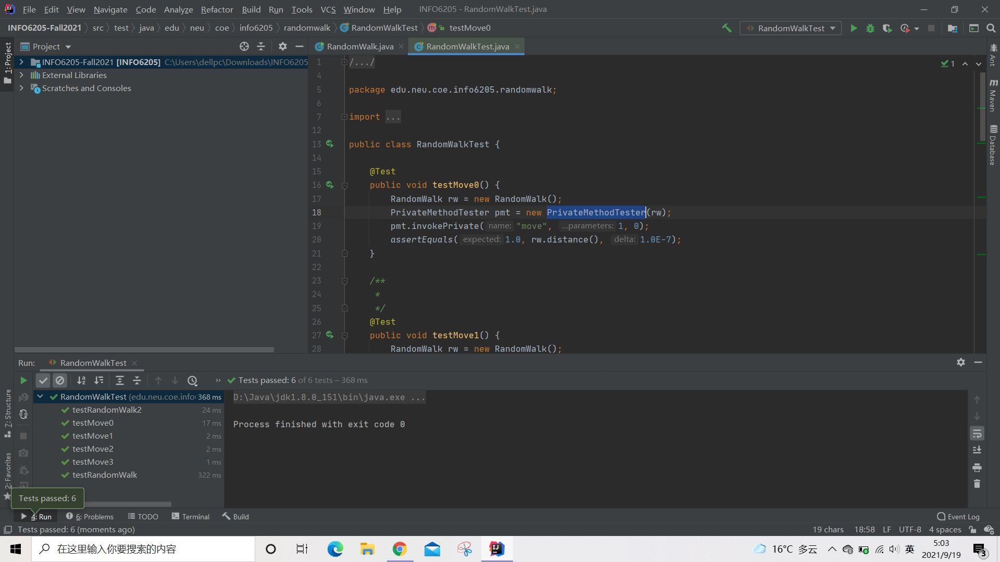 File Edit View Navigate Code Analyze Refactor Build Run Tools VCS Window Help INFO6205 - RandomWalkTest.java
INFO6205-Fall2021 src test java edu neu coe info6205 randomwalk RandomWalkTest testMove0 RandomWalkTest
Project
RandomWalk.java RandomWalkTest.java
1: Project
INFO6205-Fall2021 [INFO6205] C:\Users\dellpc\Downloads\INFO6205
External Libraries
Scratches and Consoles
1 /.../
4
5 package edu.neu.coe.info6205.randomwalk;
6
7 import ...
12
13 public class RandomWalkTest {
14
15 @Test
16 public void testMove0() {
17 RandomWalk rw = new RandomWalk();
18 PrivateMethodTester pmt = new PrivateMethodTester(rw);
19 pmt.invokePrivate( name: "move", ...parameters: 1, 0);
20 assertEquals( expected: 1.0, rw.distance(), delta: 1.0E-7);
21 }
22
23 /**
24 *
25 */
26 @Test
27 public void testMove1() {
28 RandomWalk rw = new RandomWalk();
1
Ant
Maven
Database
Run: RandomWalkTest
Tests passed: 6 of 6 tests – 368 ms
RandomWalkTest (edu.neu.coe.info 368 ms
testRandomWalk2 24 ms
testMove0 17 ms
testMove1 2 ms
testMove2 2 ms
testMove3 1 ms
testRandomWalk 322 ms
D:\Java\jdk1.8.0_151\bin\java.exe ...
Process finished with exit code 0
7: Structure
2: Favorites
Tests passed: 6
4: Run 6: Problems TODO Terminal Build Event Log
Tests passed: 6 (moments ago) 19 chars 18:58 LF UTF-8 4 spaces
在这里输入你要搜索的内容
16°C 多云 英
5:03
2021/9/19
3